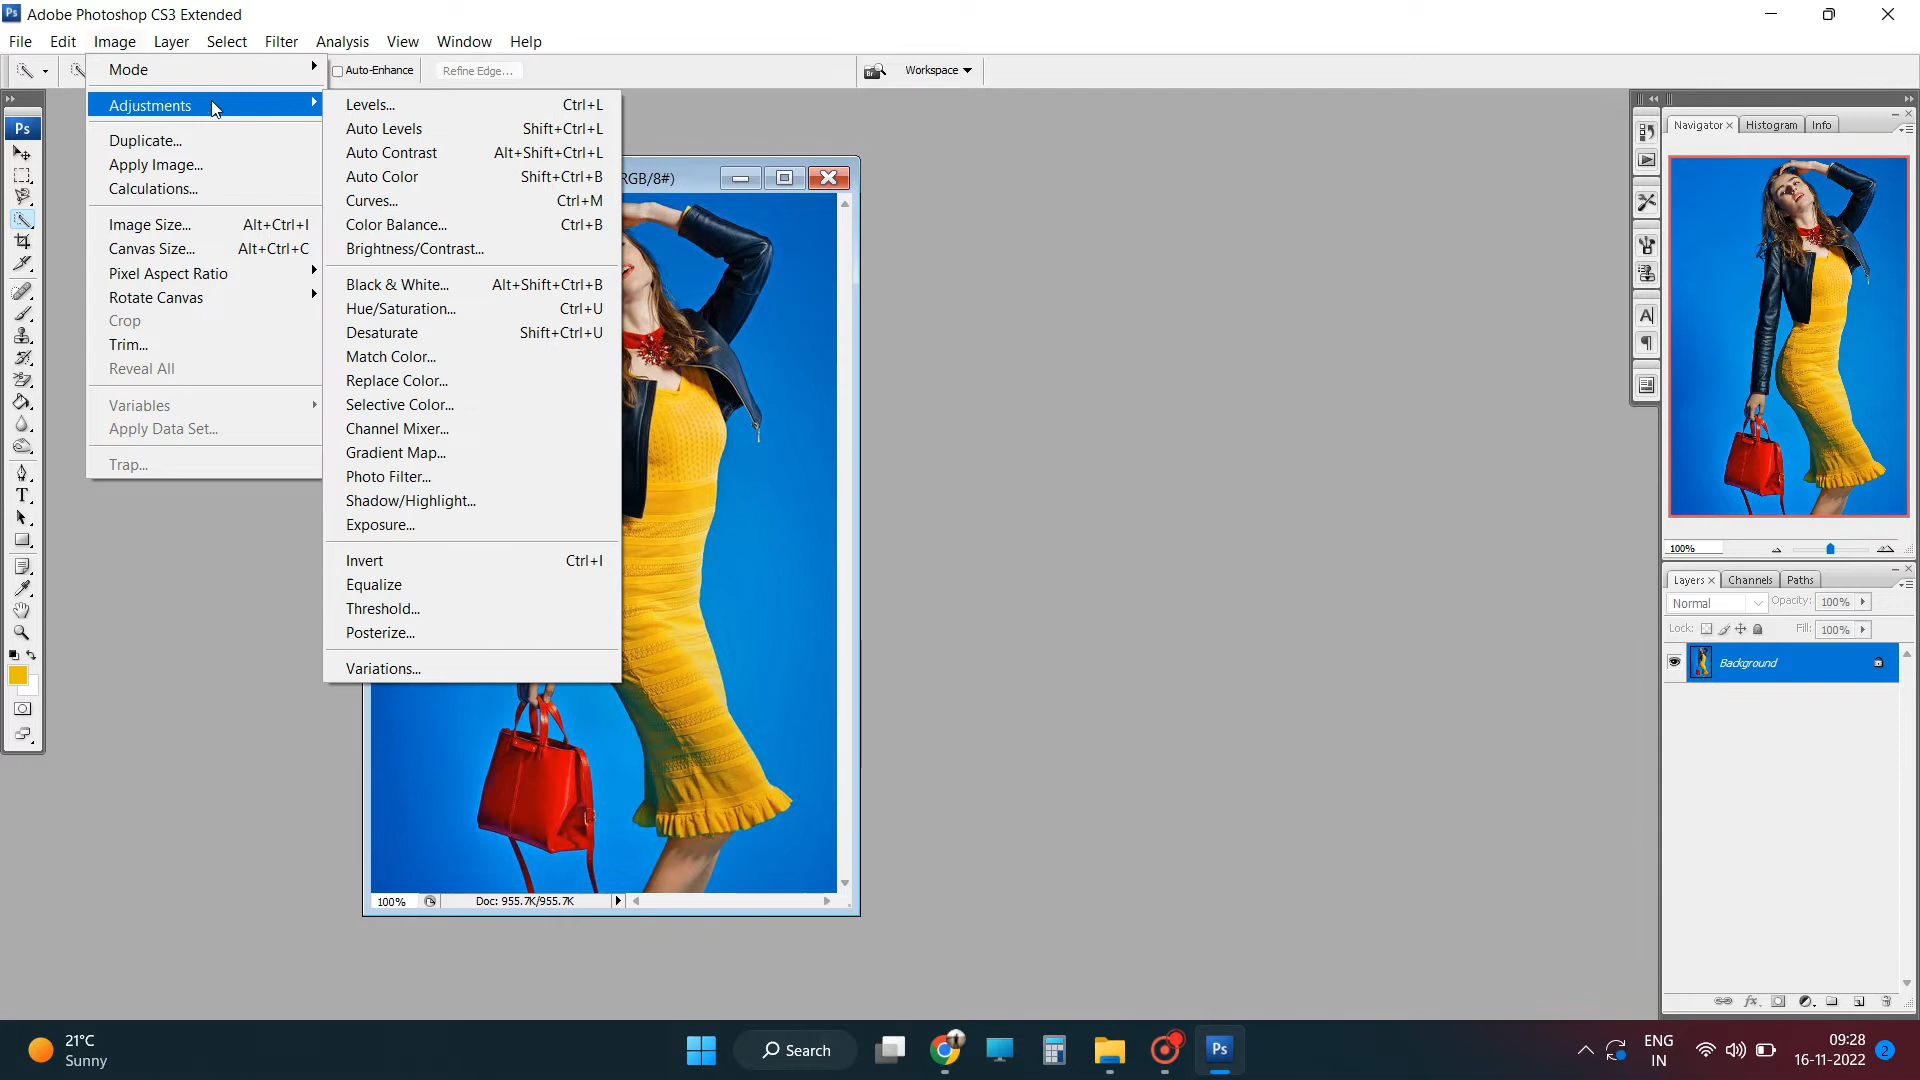 Ps Adobe Photoshop CS3 Extended
File Edit Image Layer Select Filter Analysis View Window Help
Auto-Enhance Refine Edge... Br Workspace
Mode
Adjustments
Duplicate...
Apply Image...
Calculations...
Image Size... Alt+Ctrl+I
Canvas Size... Alt+Ctrl+C
Pixel Aspect Ratio
Rotate Canvas
Crop
Trim...
Reveal All
Variables
Apply Data Set...
Trap...
Levels... Ctrl+L
Auto Levels Shift+Ctrl+L
Auto Contrast Alt+Shift+Ctrl+L
Auto Color Shift+Ctrl+B
Curves... Ctrl+M
Color Balance... Ctrl+B
Brightness/Contrast...
Black & White... Alt+Shift+Ctrl+B
Hue/Saturation... Ctrl+U
Desaturate Shift+Ctrl+U
Match Color...
Replace Color...
Selective Color...
Channel Mixer...
Gradient Map...
Photo Filter...
Shadow/Highlight...
Exposure...
Invert Ctrl+I
Equalize
Threshold...
Posterize...
Variations...
RGB/8#)
Ps
T
100% Doc: 955.7K/955.7K
Navigator Histogram Info
A
100%
Layers Channels Paths
Normal Opacity: 100%
Lock: Fill: 100%
Background
fx
21°C
Sunny
Search
Ps
ENG
IN
09:28
16-11-2022
2